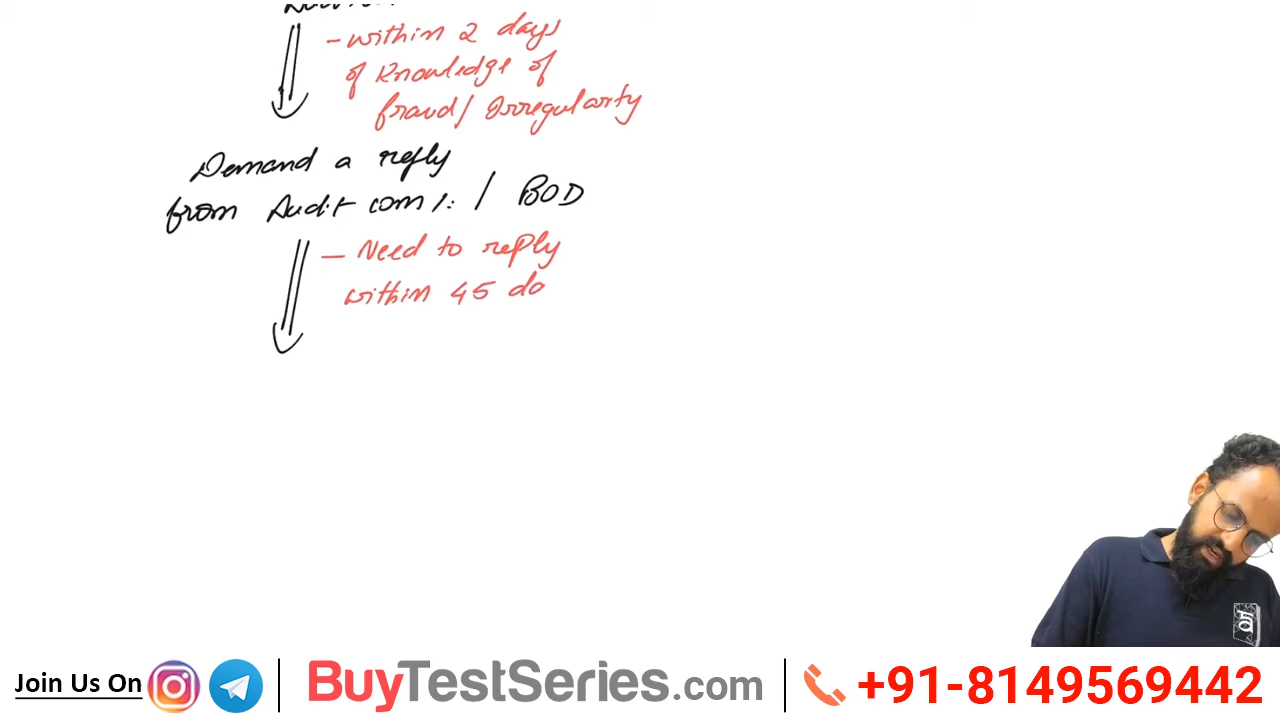 - within 2 days
of Knowledge of
fraud / Irregularity
Demand a reply
from Audit com /: / BOD
- Need to reply
within 45 da
Join Us On
BuyTestSeries.com
+91-8149569442